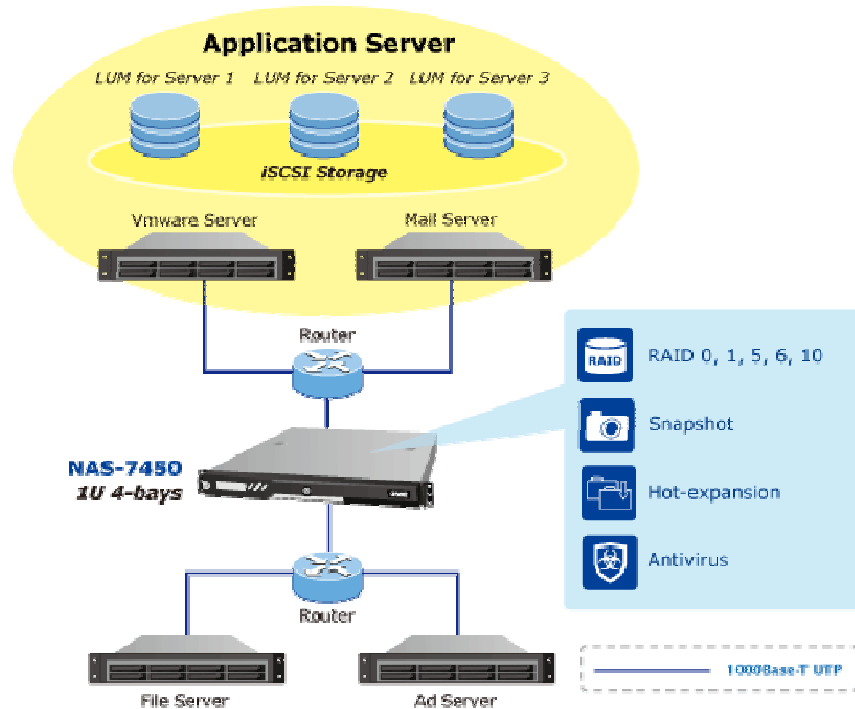 Application Server
LUM for Server 1 LUM for Server 2 LUM for Server 3
iSCSI Storage
Vmware Server
Mail Server
Router
RAID
RAID 0, 1, 5, 6, 10
Snapshot
NAS-7450
1U 4-bays
Hot-expansion
Antivirus
Router
1000Base-T UTP
File Server
Ad Server